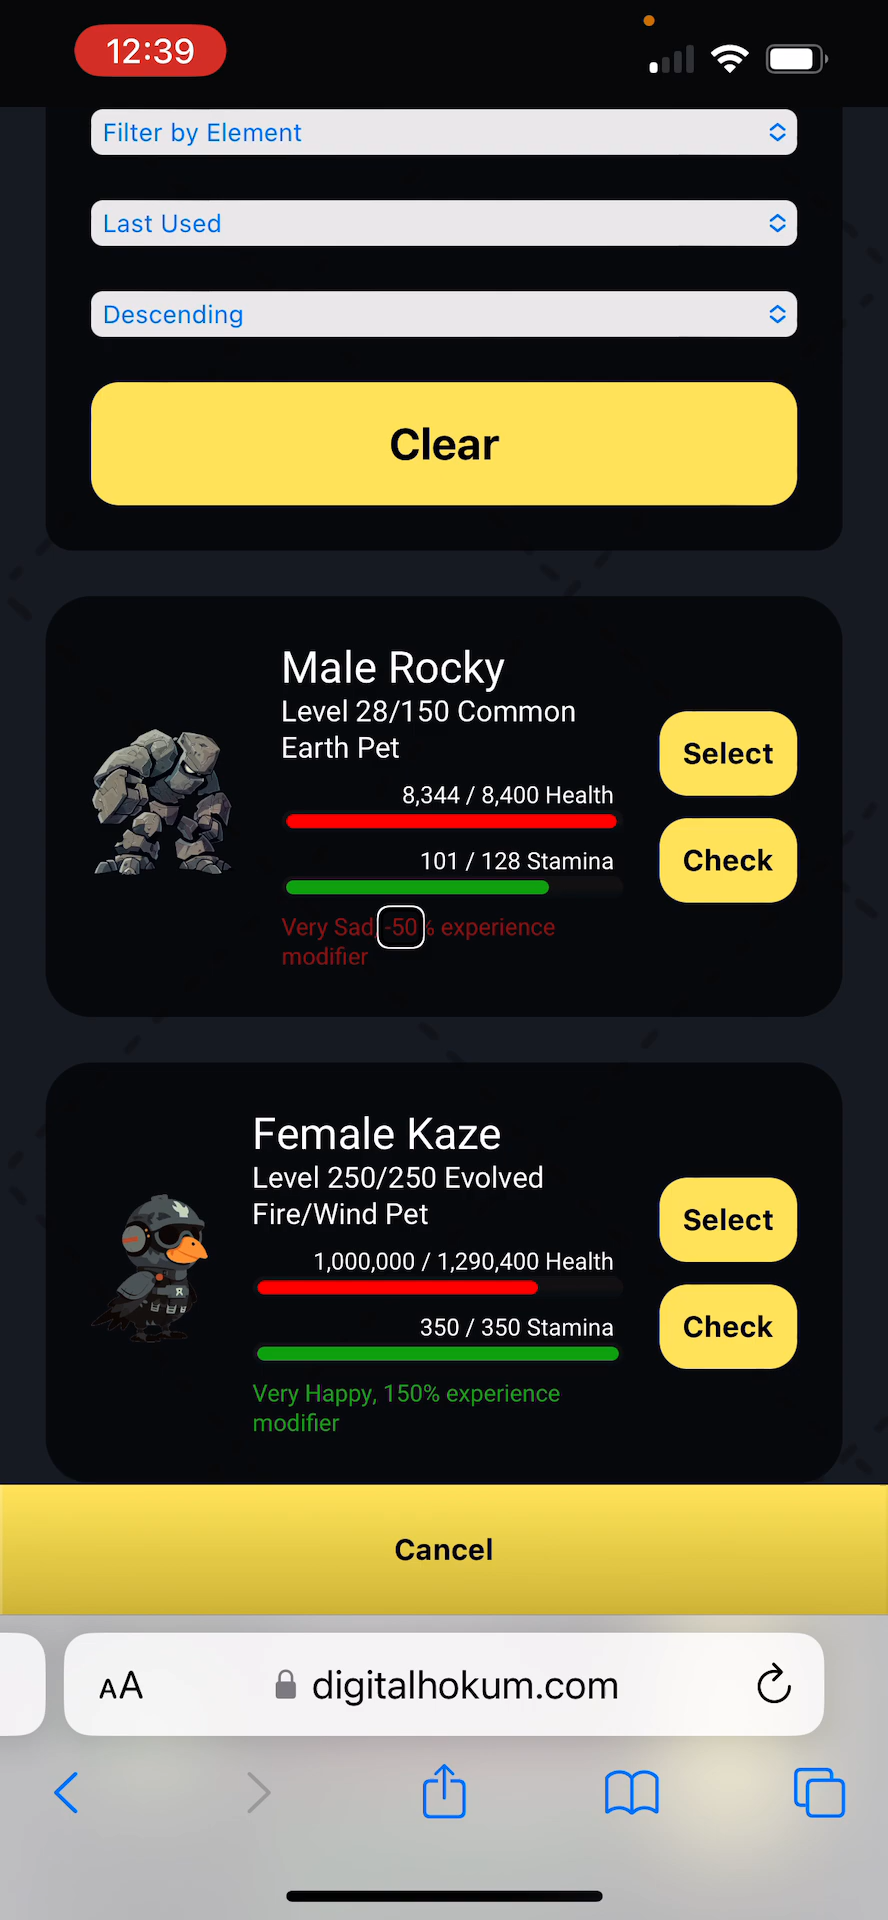 12:39
Filter by Element
Last Used
Descending
Clear
Male Rocky
Level 28/150 Common
Earth Pet
8,344 / 8,400 Health
101 / 128 Stamina
Very Sad, -50% experience
modifier
Select
Check
Female Kaze
Level 250/250 Evolved
Fire/Wind Pet
1,000,000 / 1,290,400 Health
350 / 350 Stamina
Very Happy, 150% experience
modifier
Select
Check
Cancel
AA
digitalhokum.com